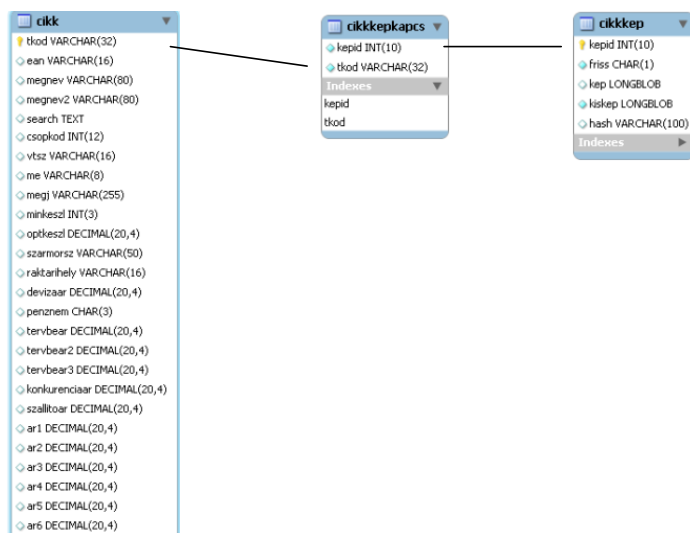 cikk
tkod VARCHAR(32)
ean VARCHAR(16)
megnev VARCHAR(80)
megnev2 VARCHAR(80)
search TEXT
csopkod INT(12)
vtsz VARCHAR(16)
me VARCHAR(8)
megj VARCHAR(255)
minkeszl INT(3)
optkeszl DECIMAL(20,4)
szarmorsz VARCHAR(50)
raktarihely VARCHAR(16)
devizaar DECIMAL(20,4)
penznem CHAR(3)
tervbear DECIMAL(20,4)
tervbear2 DECIMAL(20,4)
tervbear3 DECIMAL(20,4)
konkurenciaar DECIMAL(20,4)
szallitoar DECIMAL(20,4)
ar1 DECIMAL(20,4)
ar2 DECIMAL(20,4)
ar3 DECIMAL(20,4)
ar4 DECIMAL(20,4)
ar5 DECIMAL(20,4)
ar6 DECIMAL(20,4)
cikkkepkapcs
kepid INT(10)
tkod VARCHAR(32)
Indexes
kepid
tkod
cikkkep
kepid INT(10)
friss CHAR(1)
kep LONGBLOB
kiskep LONGBLOB
hash VARCHAR(100)
Indexes